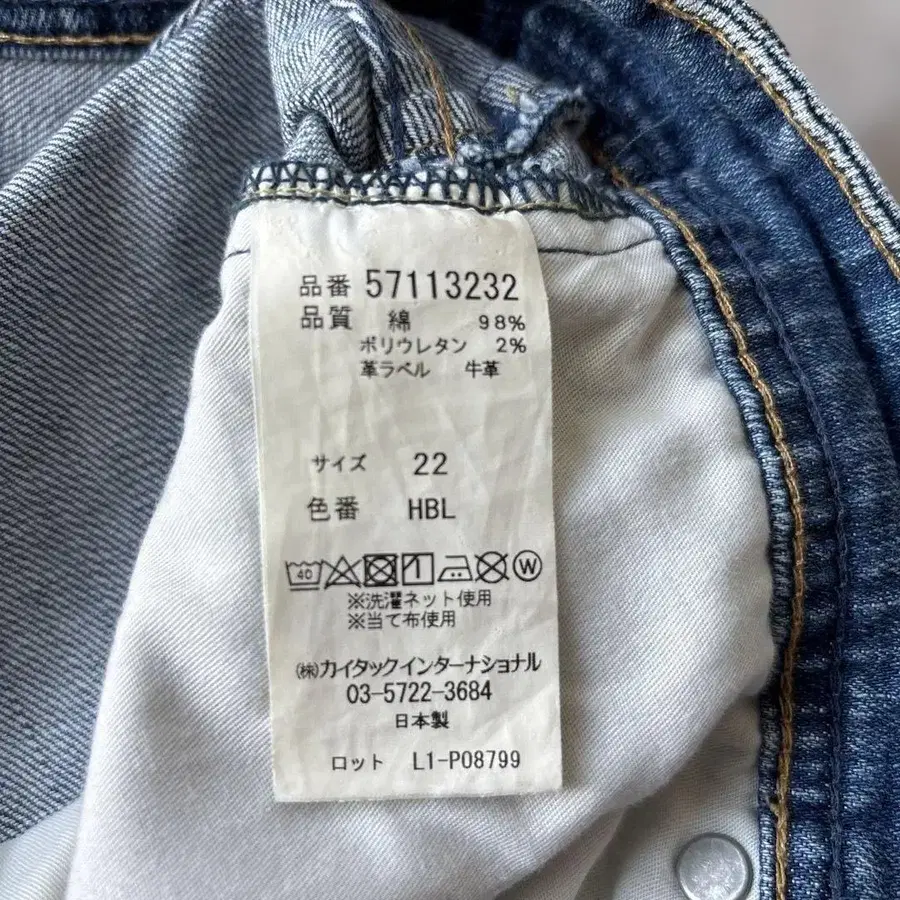 品番 57113232
品質 綿 98%
ポリウレタン 2%
革ラベル 牛革
サイズ 22
色番 HBL
40 1 W
※洗濯ネット使用
※当て布使用
㈱カイタックインターナショナル
03-5722-3684
日本製
ロット L1-P08799